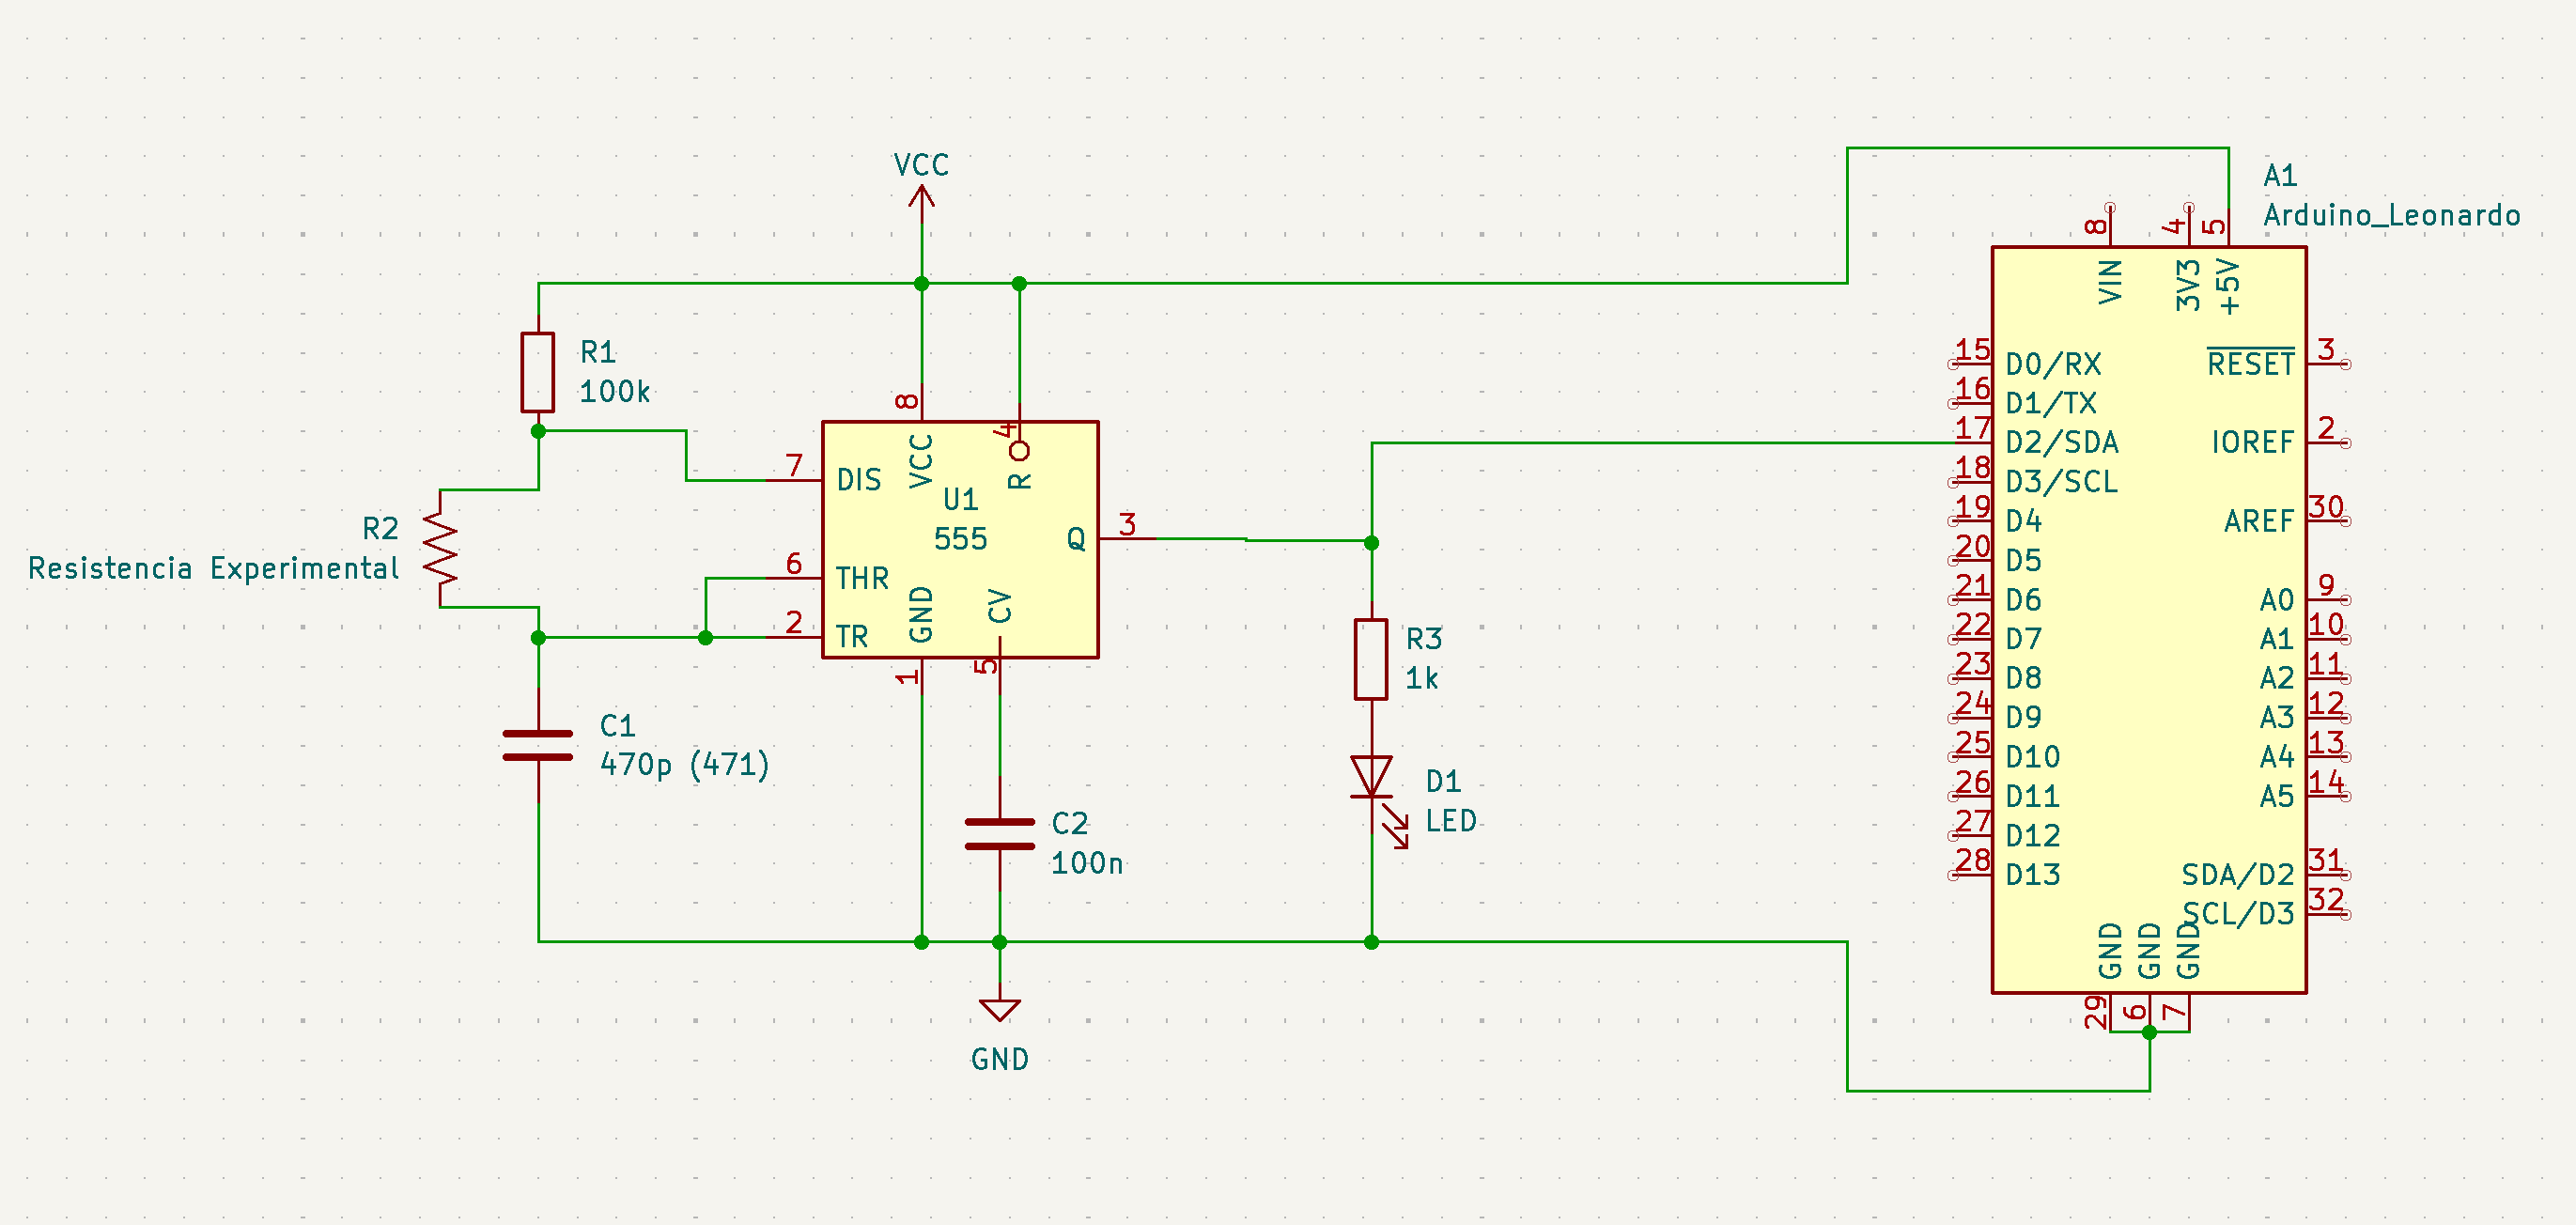 VCC
A1
Arduino_Leonardo
8
4
5
VIN
3V3
+5V
R1
100k
8
4
VCC
R
7
DIS
U1
555
3
Q
6
THR
2
TR
GND
CV
1
5
R2
Resistencia Experimental
C1
470p (471)
C2
100n
GND
R3
1k
D1
LED
15
D0/RX
16
D1/TX
17
D2/SDA
18
D3/SCL
19
D4
20
D5
21
D6
22
D7
23
D8
24
D9
25
D10
26
D11
27
D12
28
D13
RESET
3
IOREF
2
AREF
30
A0
9
A1
10
A2
11
A3
12
A4
13
A5
14
SDA/D2
31
SCL/D3
32
GND
GND
GND
29
6
7